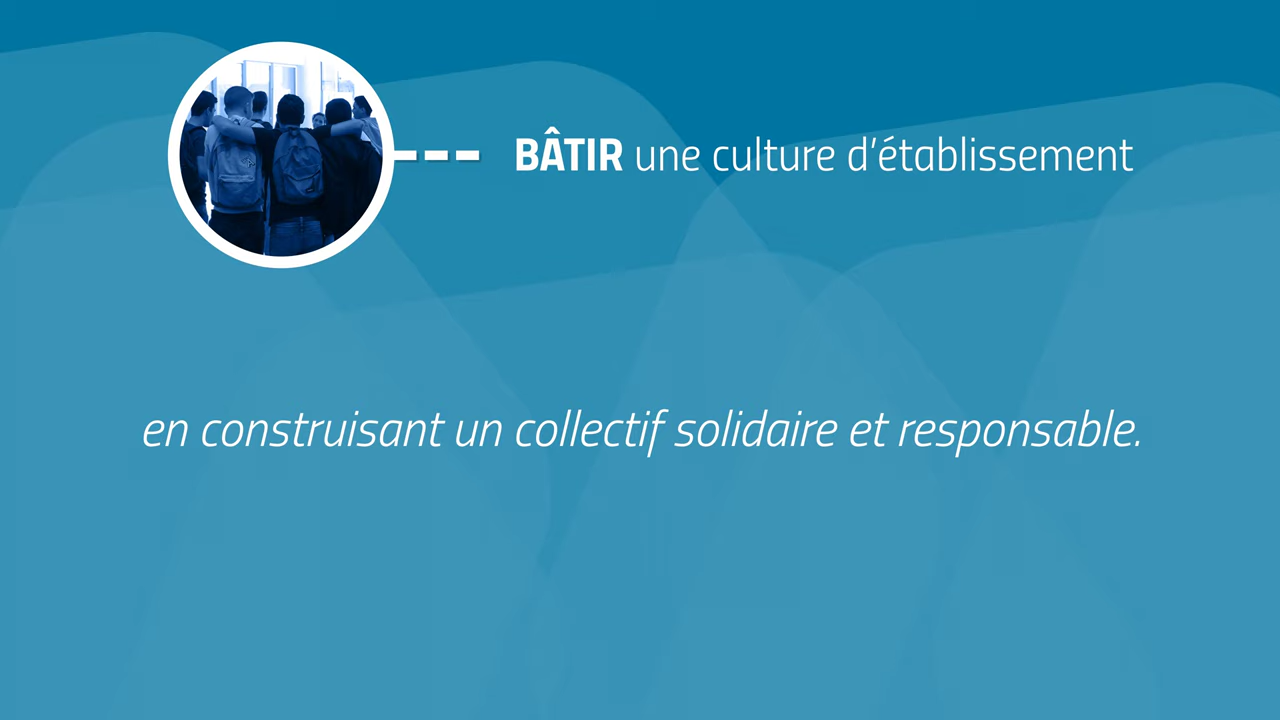 BÂTIR une culture d’établissement
en construisant un collectif solidaire et responsable.